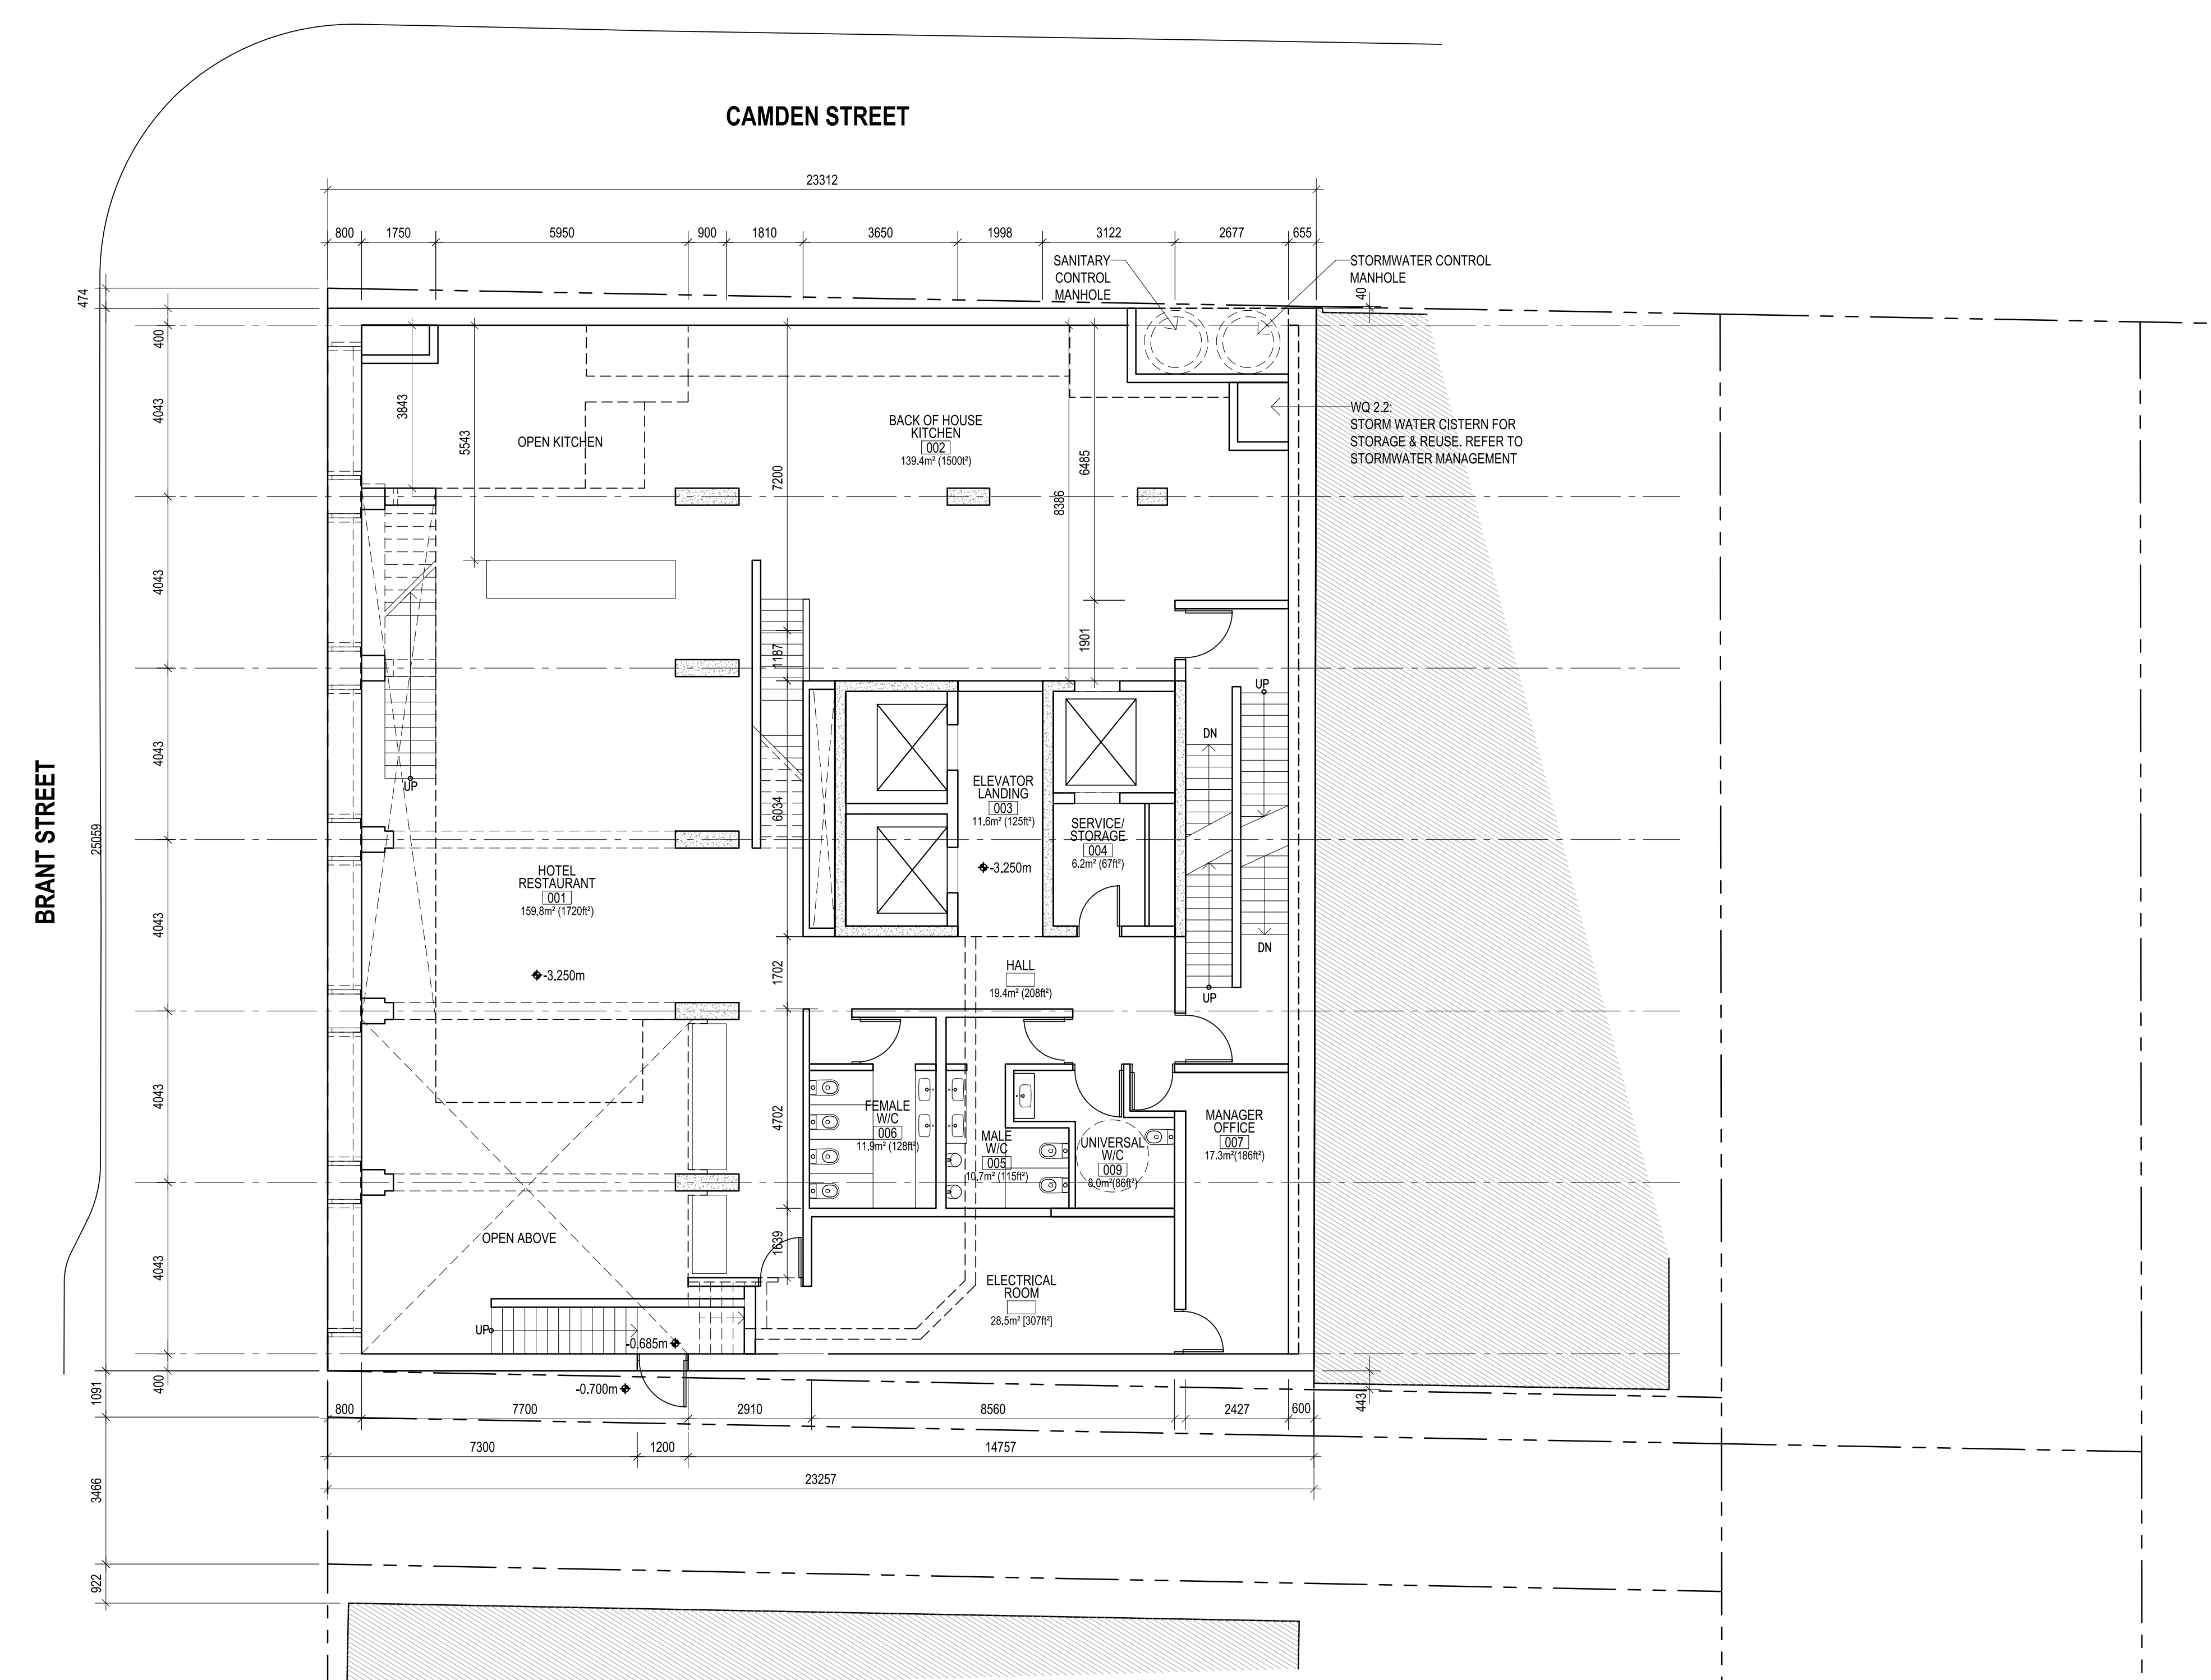 CAMDEN STREET
23312
800
1750
5950
900
1810
3650
1998
3122
2677
655
SANITARY
CONTROL
MANHOLE
STORMWATER CONTROL
MANHOLE
474
40
400
4043
3843
5543
OPEN KITCHEN
BACK OF HOUSE
KITCHEN
002
139.4m² (1500t²)
7200
6485
8386
WQ 2.2:
STORM WATER CISTERN FOR
STORAGE & REUSE. REFER TO
STORMWATER MANAGEMENT
4043
1187
1901
UP
DN
4043
UP
ELEVATOR
LANDING
003
11.6m² (125ft²)
-3.250m
6034
SERVICE/
STORAGE
004
6.2m² (67ft²)
BRANT STREET
25059
HOTEL
RESTAURANT
001
159.8m² (1720ft²)
4043
-3.250m
1702
HALL
19.4m² (208ft²)
DN
UP
4043
4702
FEMALE
W/C
006
11.9m² (128ft²)
MALE
W/C
005
10.7m² (115ft²)
UNIVERSAL
W/C
009
8.0m²(86ft²)
MANAGER
OFFICE
007
17.3m²(186ft²)
OPEN ABOVE
4043
1639
ELECTRICAL
ROOM
28.5m² [307ft²]
UP
-0.685m
-0.700m
1091
400
443
800
7700
2910
8560
2427
600
7300
1200
14757
23257
3466
922